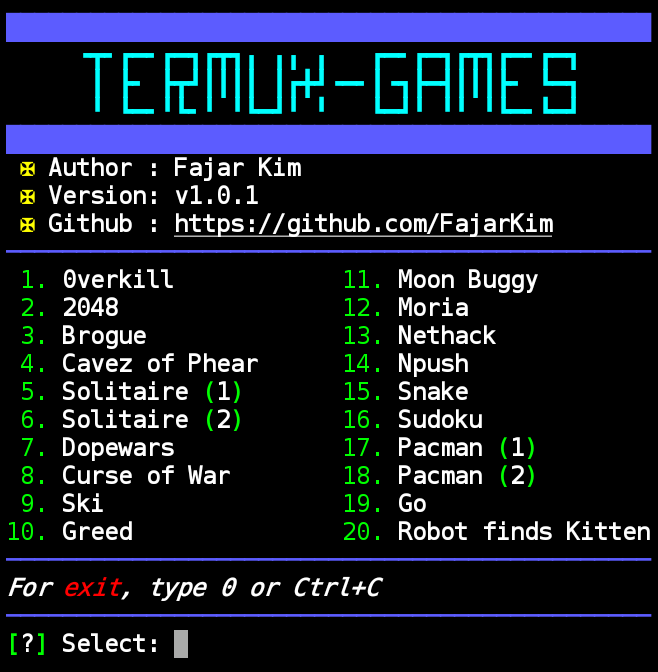 TERMUX-GAMES
✠ Author : Fajar Kim
✠ Version: v1.0.1
✠ Github : https://github.com/FajarKim
1. 0verkill
2. 2048
3. Brogue
4. Cavez of Phear
5. Solitaire (1)
6. Solitaire (2)
7. Dopewars
8. Curse of War
9. Ski
10. Greed
11. Moon Buggy
12. Moria
13. Nethack
14. Npush
15. Snake
16. Sudoku
17. Pacman (1)
18. Pacman (2)
19. Go
20. Robot finds Kitten
For exit, type 0 or Ctrl+C
[?] Select: